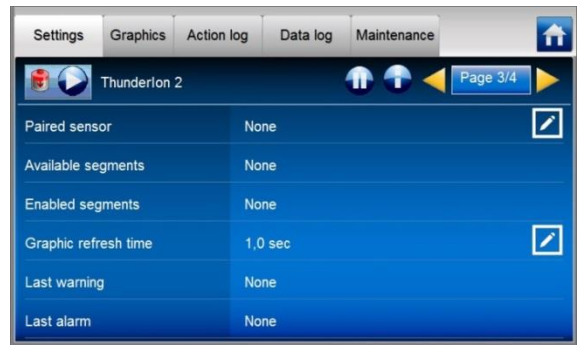 Settings Graphics Action log Data log Maintenance
ThunderIon 2 Page 3/4
Paired sensor None
Available segments None
Enabled segments None
Graphic refresh time 1,0 sec
Last warning None
Last alarm None